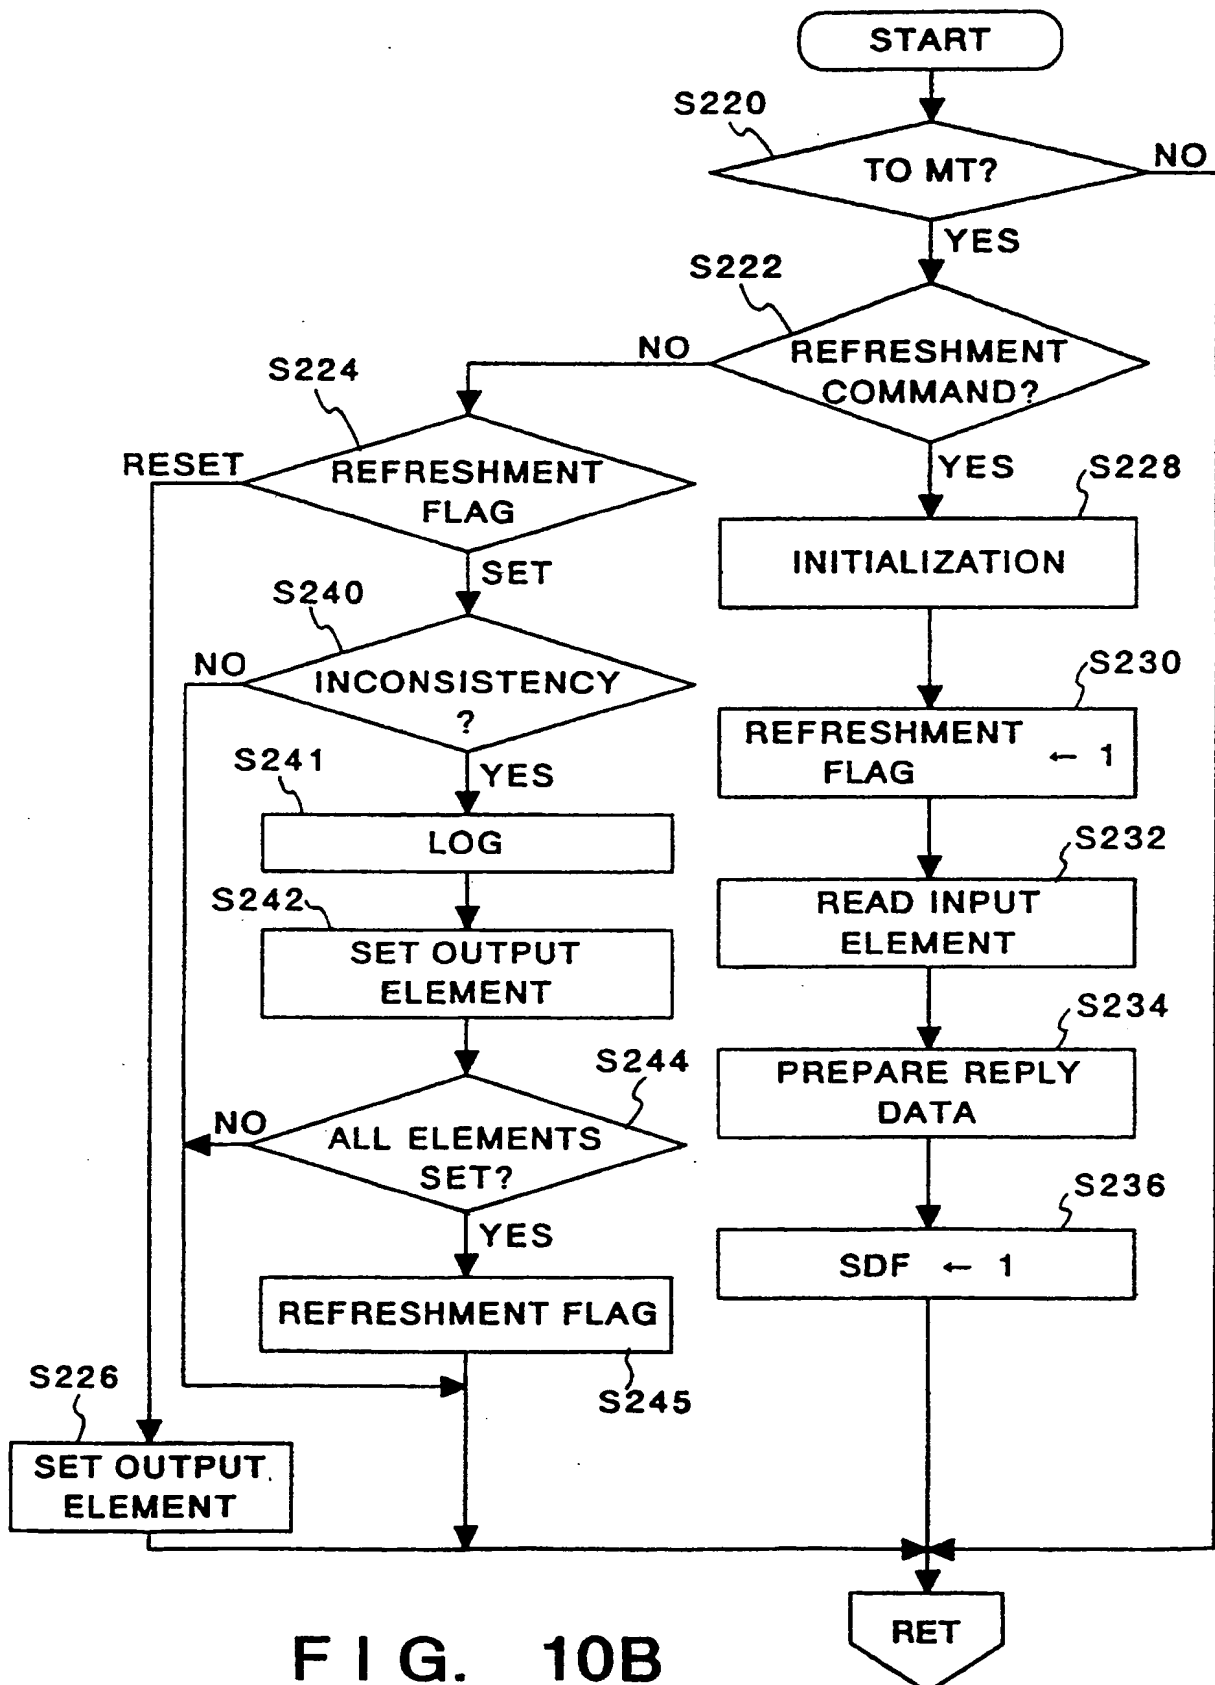 START
S220
TO MT?
NO
YES
S222
REFRESHMENT
COMMAND?
NO
S224
RESET
REFRESHMENT
FLAG
YES
S228
INITIALIZATION
SET
S240
NO
INCONSISTENCY
?
S230
REFRESHMENT
FLAG ← 1
S241
YES
LOG
S232
READ INPUT
ELEMENT
S242
SET OUTPUT
ELEMENT
S234
PREPARE REPLY
DATA
S244
NO
ALL ELEMENTS
SET?
S236
SDF ← 1
YES
REFRESHMENT FLAG
S245
S226
SET OUTPUT
ELEMENT
RET
FIG. 10B